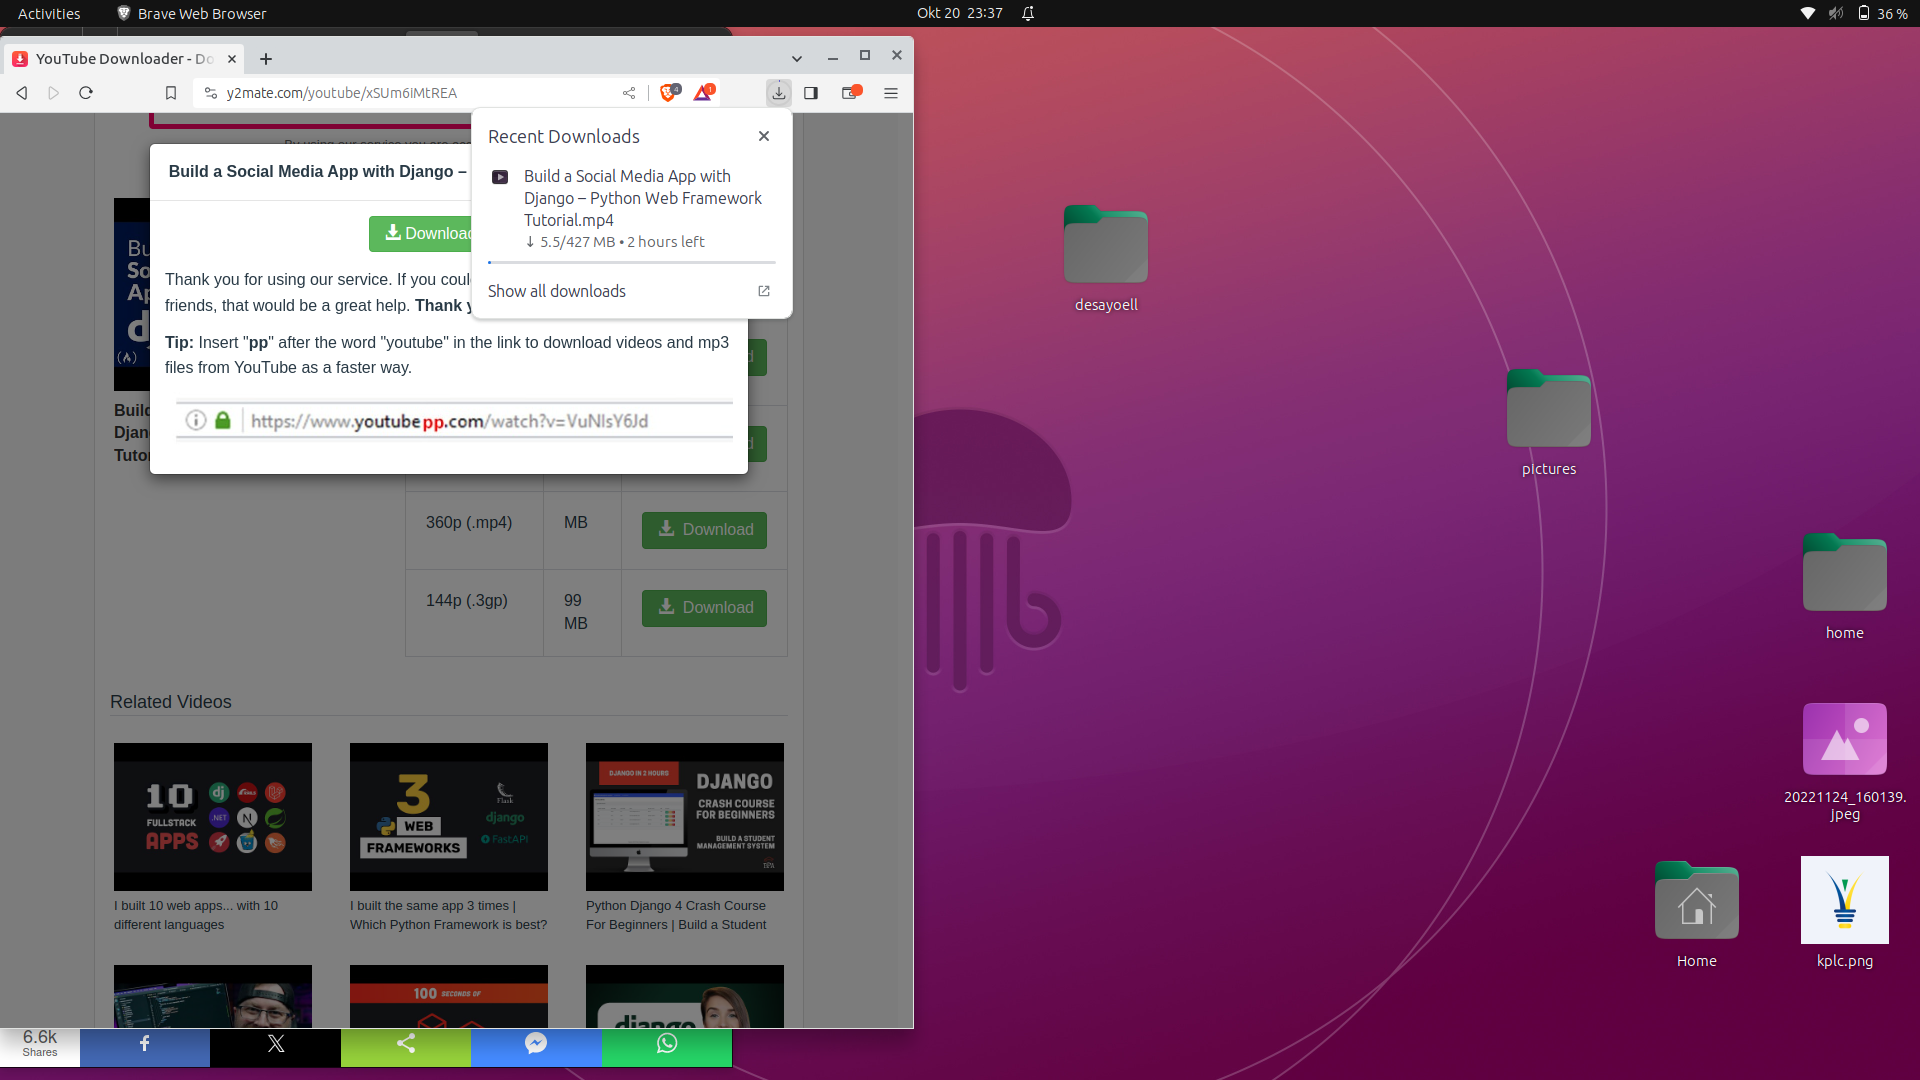 Activities
Brave Web Browser
Okt 20 23:37
36 %
YouTube Downloader - Do
y2mate.com/youtube/xSUm6iMtREA
4
1
Recent Downloads
Build a Social Media App with
Django – Python Web Framework
Tutorial.mp4
↓ 5.5/427 MB • 2 hours left
Show all downloads
Build a Social Media App with Django –
Download
Thank you for using our service. If you coul
friends, that would be a great help. Thank y
Tip: Insert "pp" after the word "youtube" in the link to download videos and mp3
files from YouTube as a faster way.
https://www.youtubepp.com/watch?v=VuNIsY6Jd
Bu
So
Ap
d
Buil
Djan
Tuto
360p (.mp4)
MB
Download
144p (.3gp)
99
MB
Download
Related Videos
10
FULLSTACK
APPS
dj
.NET
N
3
WEB
FRAMEWORKS
Flask
django
FastAPI
DJANGO IN 2 HOURS
DJANGO
CRASH COURSE
FOR BEGINNERS
BUILD A STUDENT
MANAGEMENT SYSTEM
I built 10 web apps... with 10
different languages
I built the same app 3 times |
Which Python Framework is best?
Python Django 4 Crash Course
For Beginners | Build a Student
100 SECONDS OF
django
6.6k
Shares
desayoell
pictures
home
20221124_160139.
jpeg
Home
kplc.png